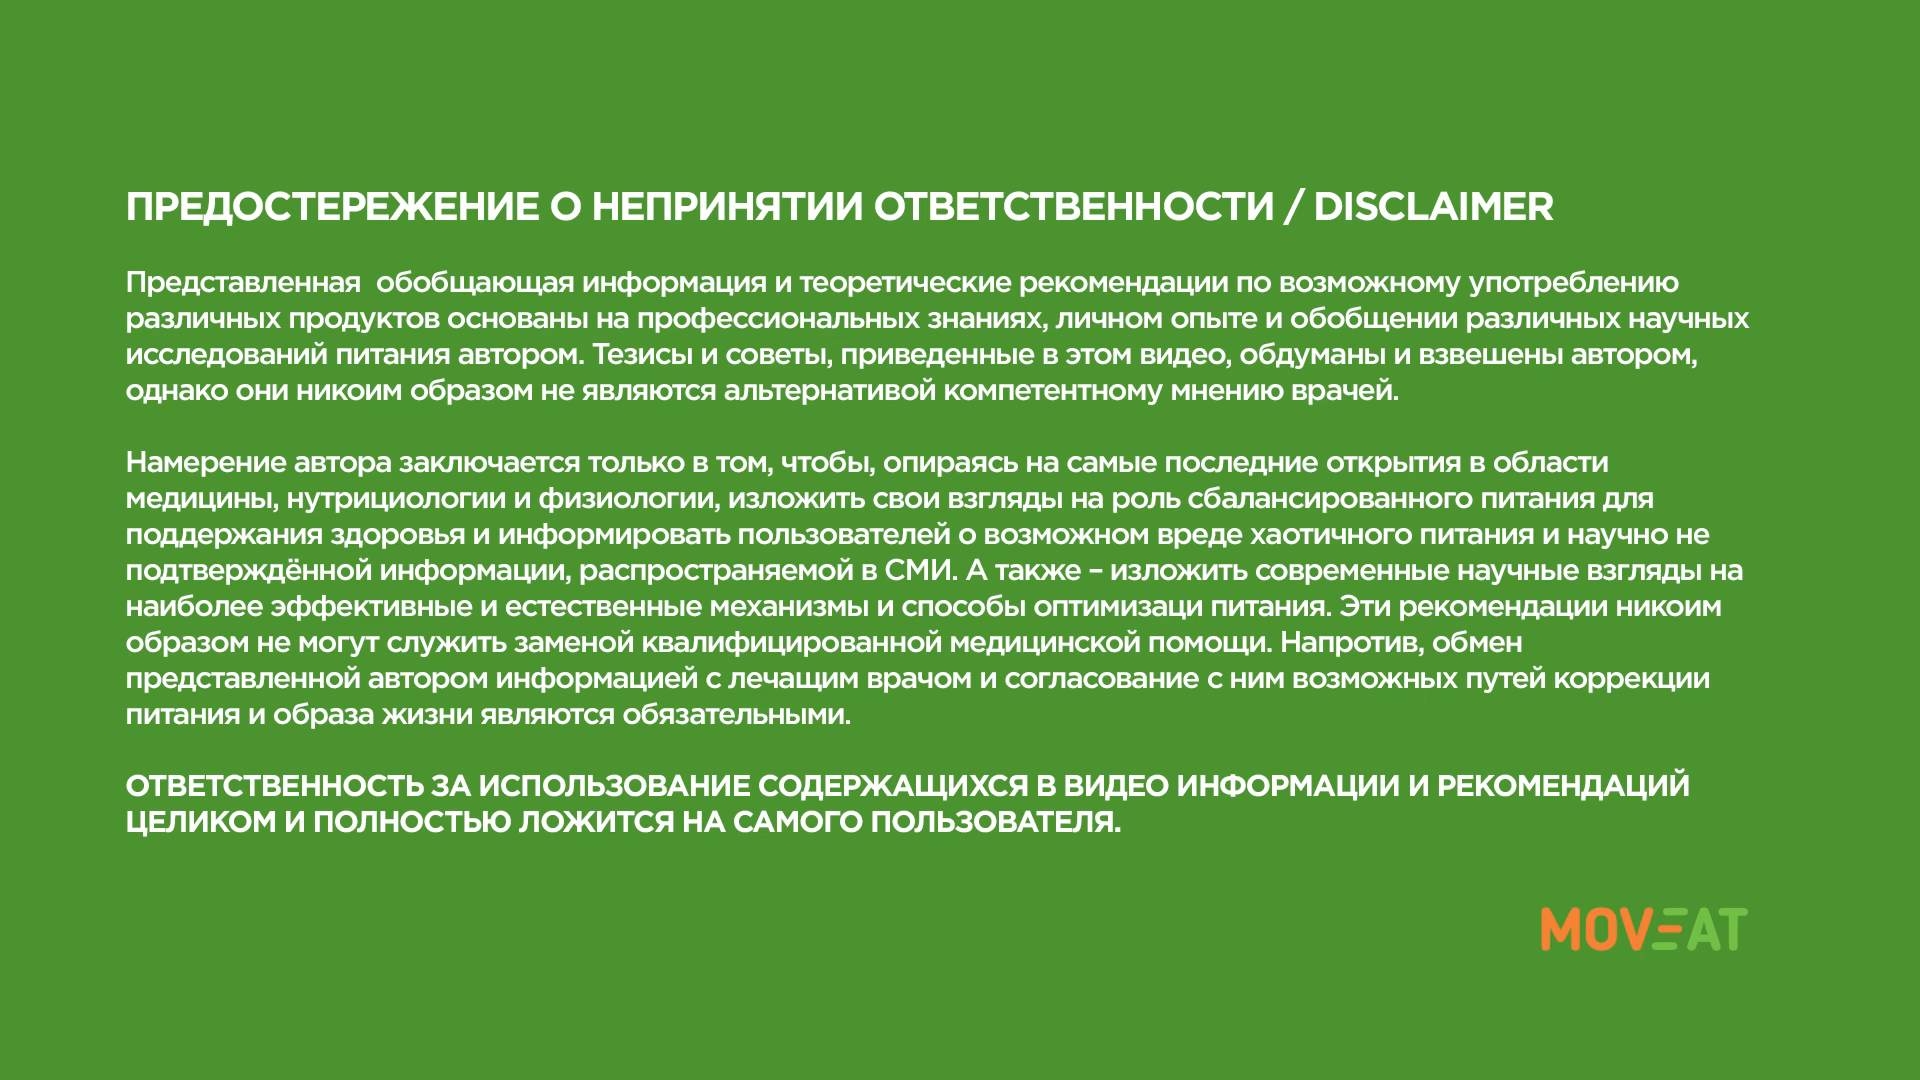 ПРЕДОСТЕРЕЖЕНИЕ О НЕПРИНЯТИИ ОТВЕТСТВЕННОСТИ / DISCLAIMER
Представленная  обобщающая информация и теоретические рекомендации по возможному употреблению
различных продуктов основаны на профессиональных знаниях, личном опыте и обобщении различных научных
исследований питания автором. Тезисы и советы, приведенные в этом видео, обдуманы и взвешены автором,
однако они никоим образом не являются альтернативой компетентному мнению врачей.
Намерение автора заключается только в том, чтобы, опираясь на самые последние открытия в области
медицины, нутрициологии и физиологии, изложить свои взгляды на роль сбалансированного питания для
поддержания здоровья и информировать пользователей о возможном вреде хаотичного питания и научно не
подтверждённой информации, распространяемой в СМИ. А также – изложить современные научные взгляды на
наиболее эффективные и естественные механизмы и способы оптимизаци питания. Эти рекомендации никоим
образом не могут служить заменой квалифицированной медицинской помощи. Напротив, обмен
представленной автором информацией с лечащим врачом и согласование с ним возможных путей коррекции
питания и образа жизни являются обязательными.
ОТВЕТСТВЕННОСТЬ ЗА ИСПОЛЬЗОВАНИЕ СОДЕРЖАЩИХСЯ В ВИДЕО ИНФОРМАЦИИ И РЕКОМЕНДАЦИЙ
ЦЕЛИКОМ И ПОЛНОСТЬЮ ЛОЖИТСЯ НА САМОГО ПОЛЬЗОВАТЕЛЯ.
MOVEAT